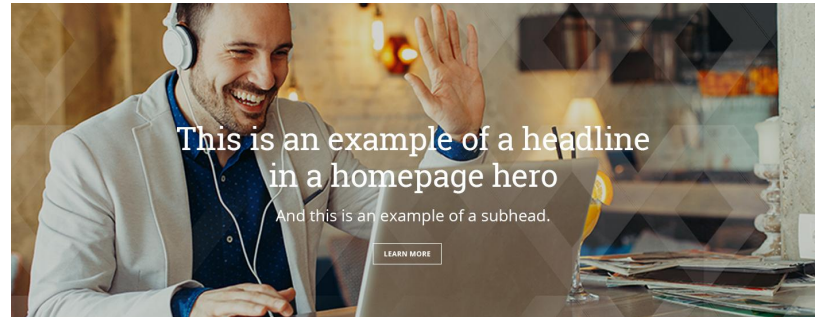 This is an example of a headline
in a homepage hero
And this is an example of a subhead.
LEARN MORE